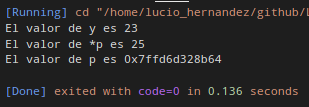 [Running] cd "/home/lucio_hernandez/github/
El valor de y es 23
El valor de *p es 25
El valor de p es 0x7ffd6d328b64
[Done] exited with code=0 in 0.136 seconds